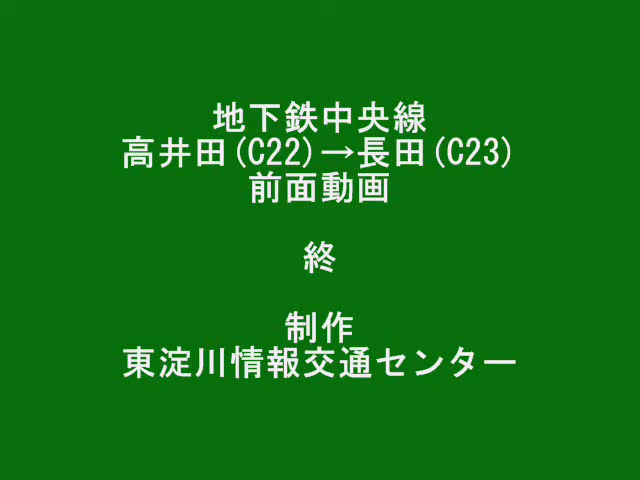 地下鉄中央線
高井田(C22)→長田(C23)
前面動画
終
制作
東淀川情報交通センター